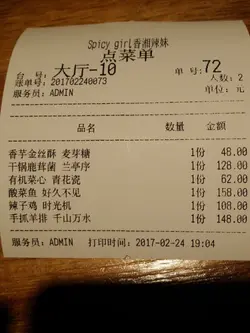 Spicy girl香湘辣妹
点菜单
台 号: 大厅-10 单 号: 72
账单号: 201702240073 人数: 2
服务员: ADMIN 单位: 元
品名 数量 金额
香芋金丝酥 麦芽糖 1份 48.00
干锅鹿茸菌 兰亭序 1份 128.00
有机菜心 青花瓷 1份 62.00
酸菜鱼 好久不见 1份 158.00
辣子鸡 时光机 1份 108.00
手抓羊排 千山万水 1份 148.00
服务员: ADMIN 打印时间: 2017-02-24 19:04